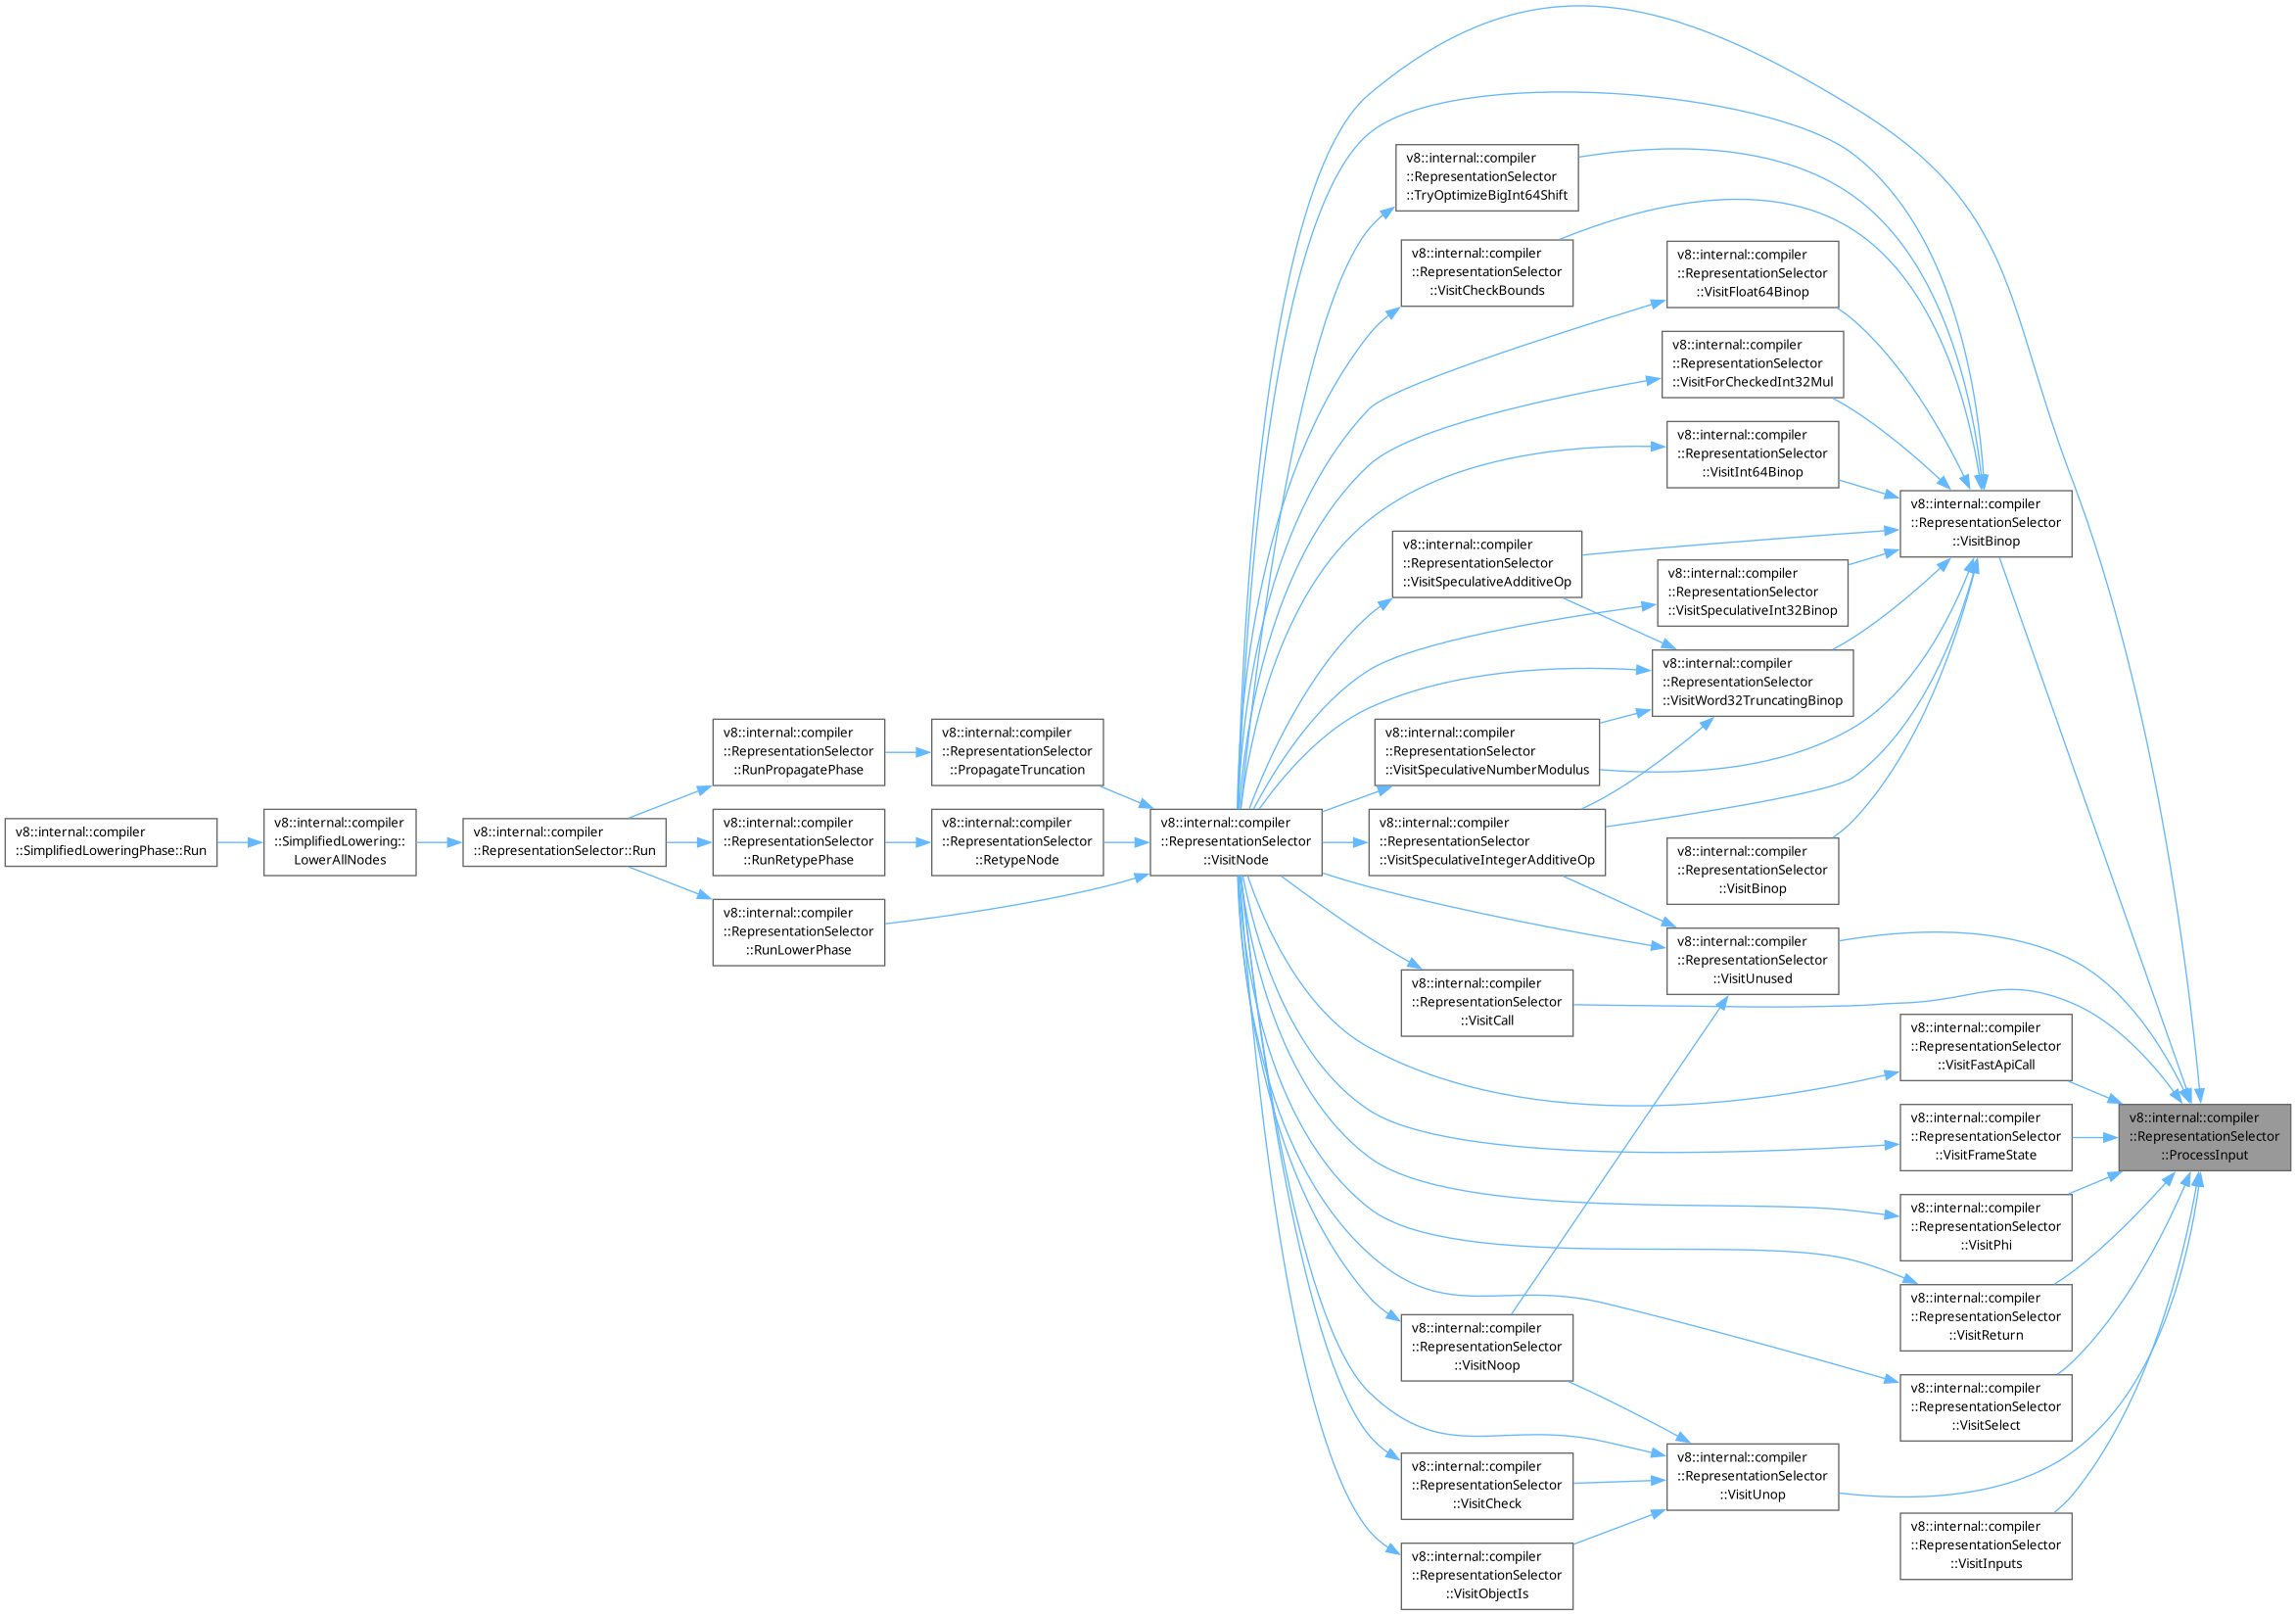 v8::internal::compiler
::SimplifiedLoweringPhase::Run
v8::internal::compiler
::SimplifiedLowering::
LowerAllNodes
v8::internal::compiler
::RepresentationSelector::Run
v8::internal::compiler
::RepresentationSelector
::RunPropagatePhase
v8::internal::compiler
::RepresentationSelector
::RunRetypePhase
v8::internal::compiler
::RepresentationSelector
::RunLowerPhase
v8::internal::compiler
::RepresentationSelector
::PropagateTruncation
v8::internal::compiler
::RepresentationSelector
::RetypeNode
v8::internal::compiler
::RepresentationSelector
::VisitNode
v8::internal::compiler
::RepresentationSelector
::TryOptimizeBigInt64Shift
v8::internal::compiler
::RepresentationSelector
::VisitCheckBounds
v8::internal::compiler
::RepresentationSelector
::VisitSpeculativeAdditiveOp
v8::internal::compiler
::RepresentationSelector
::VisitSpeculativeNumberModulus
v8::internal::compiler
::RepresentationSelector
::VisitSpeculativeIntegerAdditiveOp
v8::internal::compiler
::RepresentationSelector
::VisitCall
v8::internal::compiler
::RepresentationSelector
::VisitNoop
v8::internal::compiler
::RepresentationSelector
::VisitCheck
v8::internal::compiler
::RepresentationSelector
::VisitObjectIs
v8::internal::compiler
::RepresentationSelector
::VisitFloat64Binop
v8::internal::compiler
::RepresentationSelector
::VisitForCheckedInt32Mul
v8::internal::compiler
::RepresentationSelector
::VisitInt64Binop
v8::internal::compiler
::RepresentationSelector
::VisitSpeculativeInt32Binop
v8::internal::compiler
::RepresentationSelector
::VisitWord32TruncatingBinop
v8::internal::compiler
::RepresentationSelector
::VisitBinop
v8::internal::compiler
::RepresentationSelector
::VisitUnused
v8::internal::compiler
::RepresentationSelector
::VisitUnop
v8::internal::compiler
::RepresentationSelector
::VisitBinop
v8::internal::compiler
::RepresentationSelector
::VisitFastApiCall
v8::internal::compiler
::RepresentationSelector
::VisitFrameState
v8::internal::compiler
::RepresentationSelector
::VisitPhi
v8::internal::compiler
::RepresentationSelector
::VisitReturn
v8::internal::compiler
::RepresentationSelector
::VisitSelect
v8::internal::compiler
::RepresentationSelector
::VisitInputs
v8::internal::compiler
::RepresentationSelector
::ProcessInput